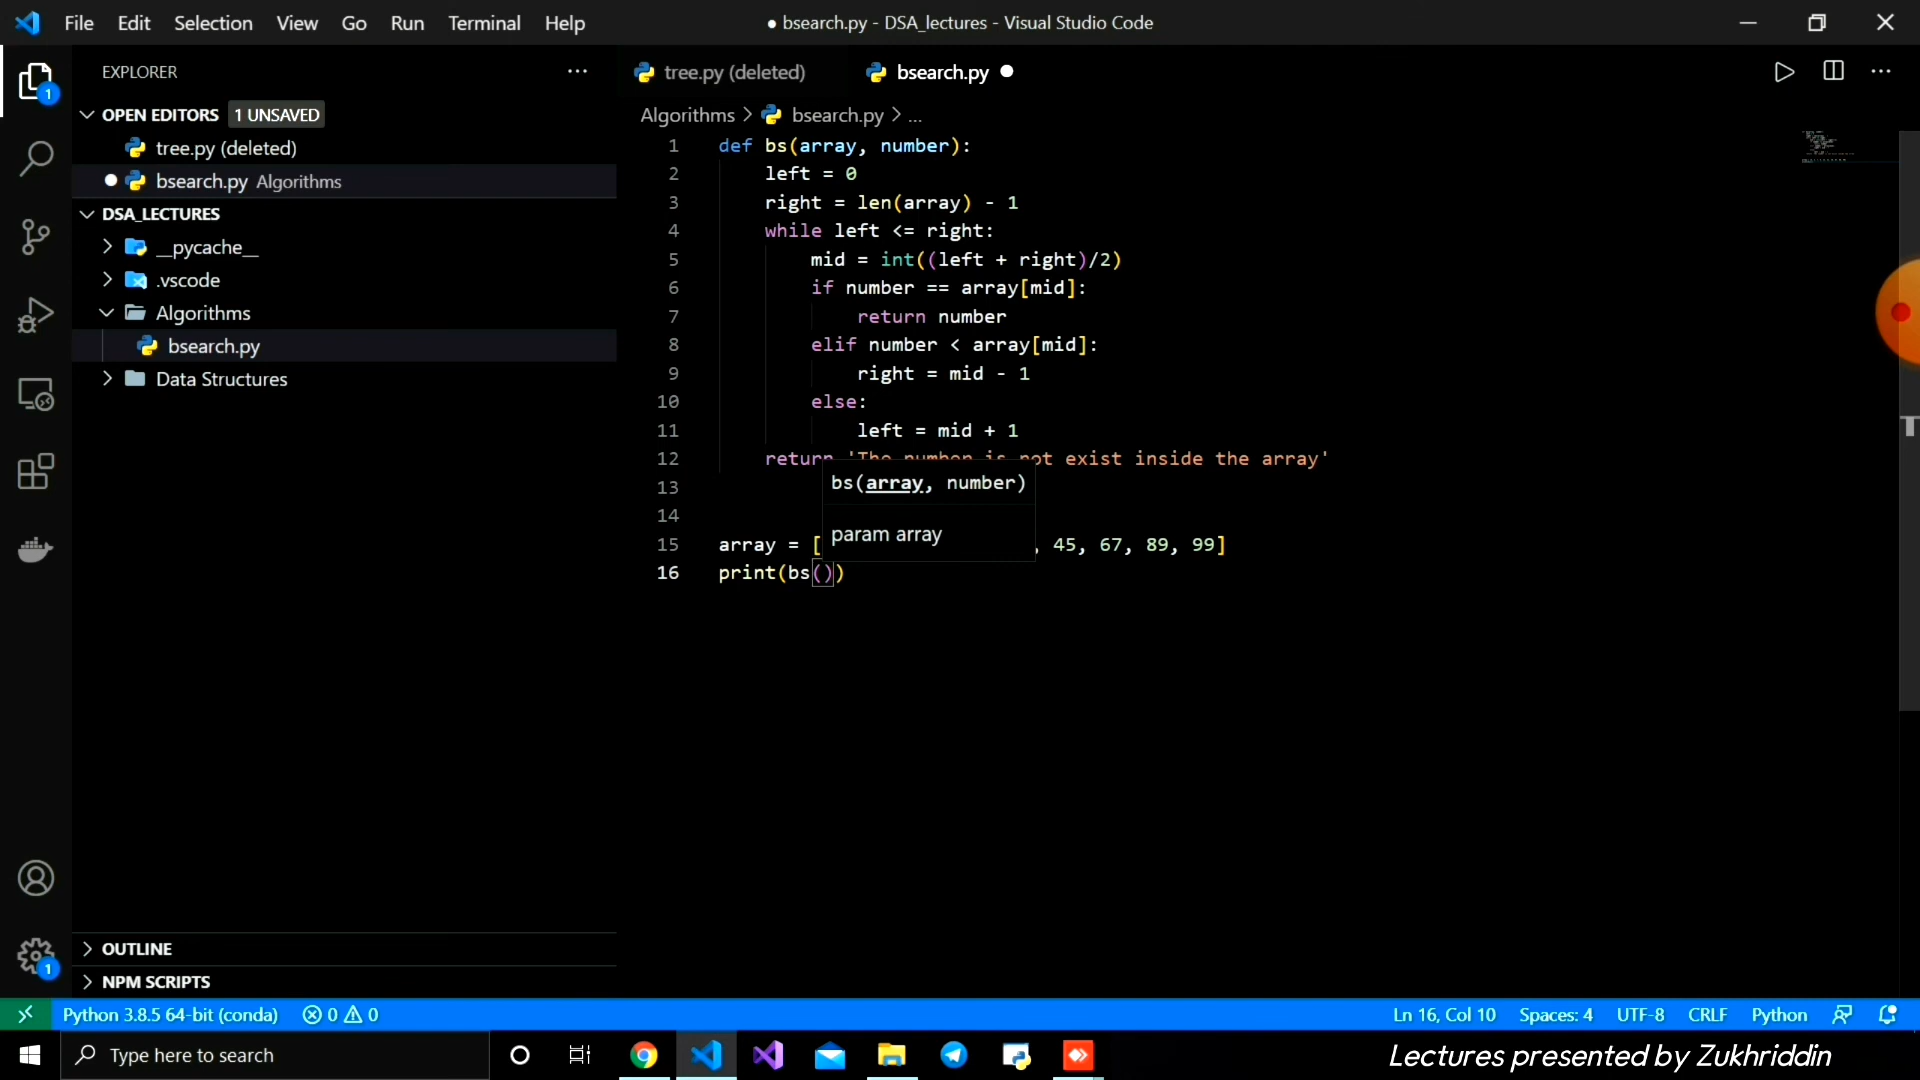 File Edit Selection View Go Run Terminal Help
● bsearch.py - DSA_lectures - Visual Studio Code
1
EXPLORER
OPEN EDITORS 1 UNSAVED
tree.py (deleted)
bsearch.py Algorithms
DSA_LECTURES
__pycache__
.vscode
Algorithms
bsearch.py
Data Structures
OUTLINE
NPM SCRIPTS
1
tree.py (deleted) bsearch.py
Algorithms > bsearch.py > ...
1 def bs(array, number):
2 left = 0
3 right = len(array) - 1
4 while left <= right:
5 mid = int((left + right)/2)
6 if number == array[mid]:
7 return number
8 elif number < array[mid]:
9 right = mid - 1
10 else:
11 left = mid + 1
12 return 'The number is not exist inside the array'
13
14
15 array = [ , 45, 67, 89, 99]
16 print(bs())
bs(array, number)
param array
Python 3.8.5 64-bit (conda) 0 0 Ln 16, Col 10 Spaces: 4 UTF-8 CRLF Python
Type here to search
Lectures presented by Zukhriddin